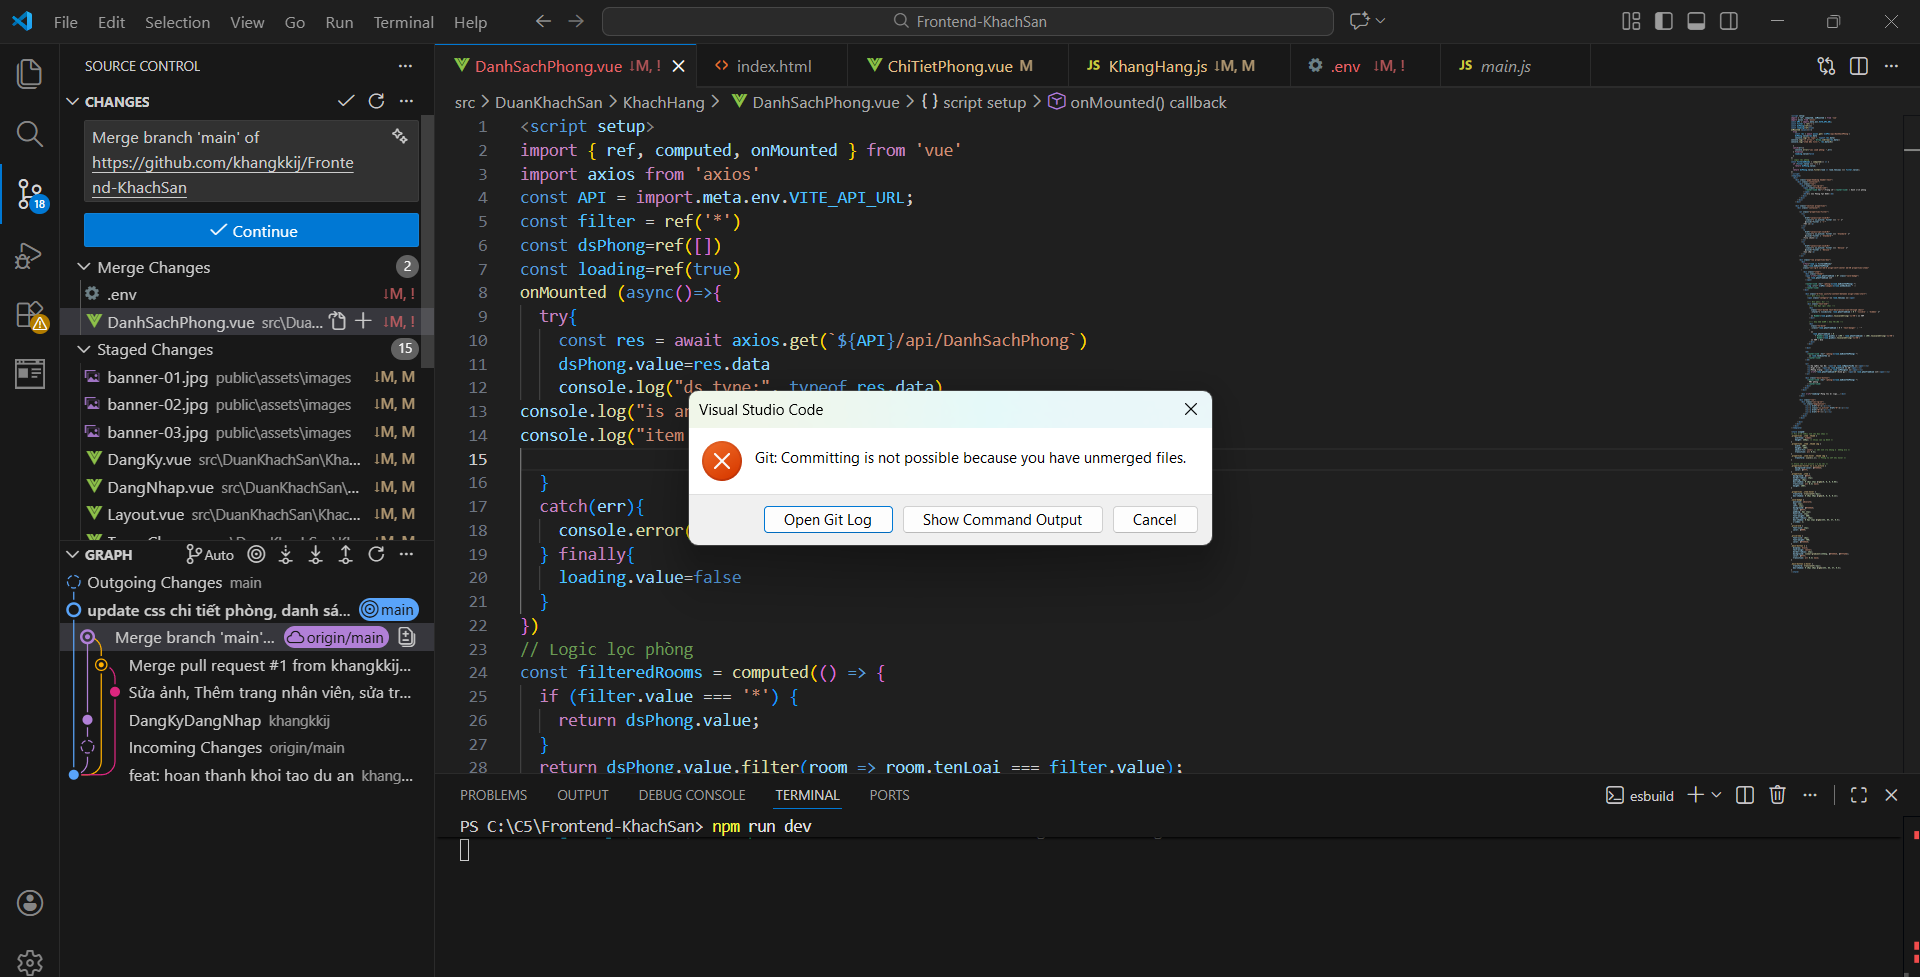 File Edit Selection View Go Run Terminal Help
Frontend-KhachSan
SOURCE CONTROL
CHANGES
Merge branch 'main' of
https://github.com/khangkkij/Fronte
nd-KhachSan
18
Continue
Merge Changes 2
.env ↓M, !
DanhSachPhong.vue src\Dua... ↓M, !
Staged Changes 15
banner-01.jpg public\assets\images ↓M, M
banner-02.jpg public\assets\images ↓M, M
banner-03.jpg public\assets\images ↓M, M
DangKy.vue src\DuanKhachSan\Kha... ↓M, M
DangNhap.vue src\DuanKhachSan\... ↓M, M
Layout.vue src\DuanKhachSan\Khac... ↓M, M
GRAPH Auto
Outgoing Changes main
update css chi tiết phòng, danh sá... main
Merge branch 'main'... origin/main
Merge pull request #1 from khangkkij...
Sửa ảnh, Thêm trang nhân viên, sửa tr...
DangKyDangNhap khangkkij
Incoming Changes origin/main
feat: hoan thanh khoi tao du an khang...
DanhSachPhong.vue ↓M, ! index.html ChiTietPhong.vue M JS KhangHang.js ↓M, M .env ↓M, ! JS main.js
src > DuanKhachSan > KhachHang > DanhSachPhong.vue > {} script setup > onMounted() callback
1 <script setup>
2 import { ref, computed, onMounted } from 'vue'
3 import axios from 'axios'
4 const API = import.meta.env.VITE_API_URL;
5 const filter = ref('*')
6 const dsPhong=ref([])
7 const loading=ref(true)
8 onMounted (async()=>{
9 try{
10 const res = await axios.get(`${API}/api/DanhSachPhong`)
11 dsPhong.value=res.data
12 console.log("ds type:", typeof res.data)
13 console.log("is ar
14 console.log("item
15
16 }
17 catch(err){
18 console.error(
19 } finally{
20 loading.value=false
21 }
22 })
23 // Logic lọc phòng
24 const filteredRooms = computed(() => {
25 if (filter.value === '*') {
26 return dsPhong.value;
27 }
28 return dsPhong.value.filter(room => room.tenLoai === filter.value);
Visual Studio Code
Git: Committing is not possible because you have unmerged files.
Open Git Log Show Command Output Cancel
PROBLEMS OUTPUT DEBUG CONSOLE TERMINAL PORTS
esbuild
PS C:\C5\Frontend-KhachSan> npm run dev